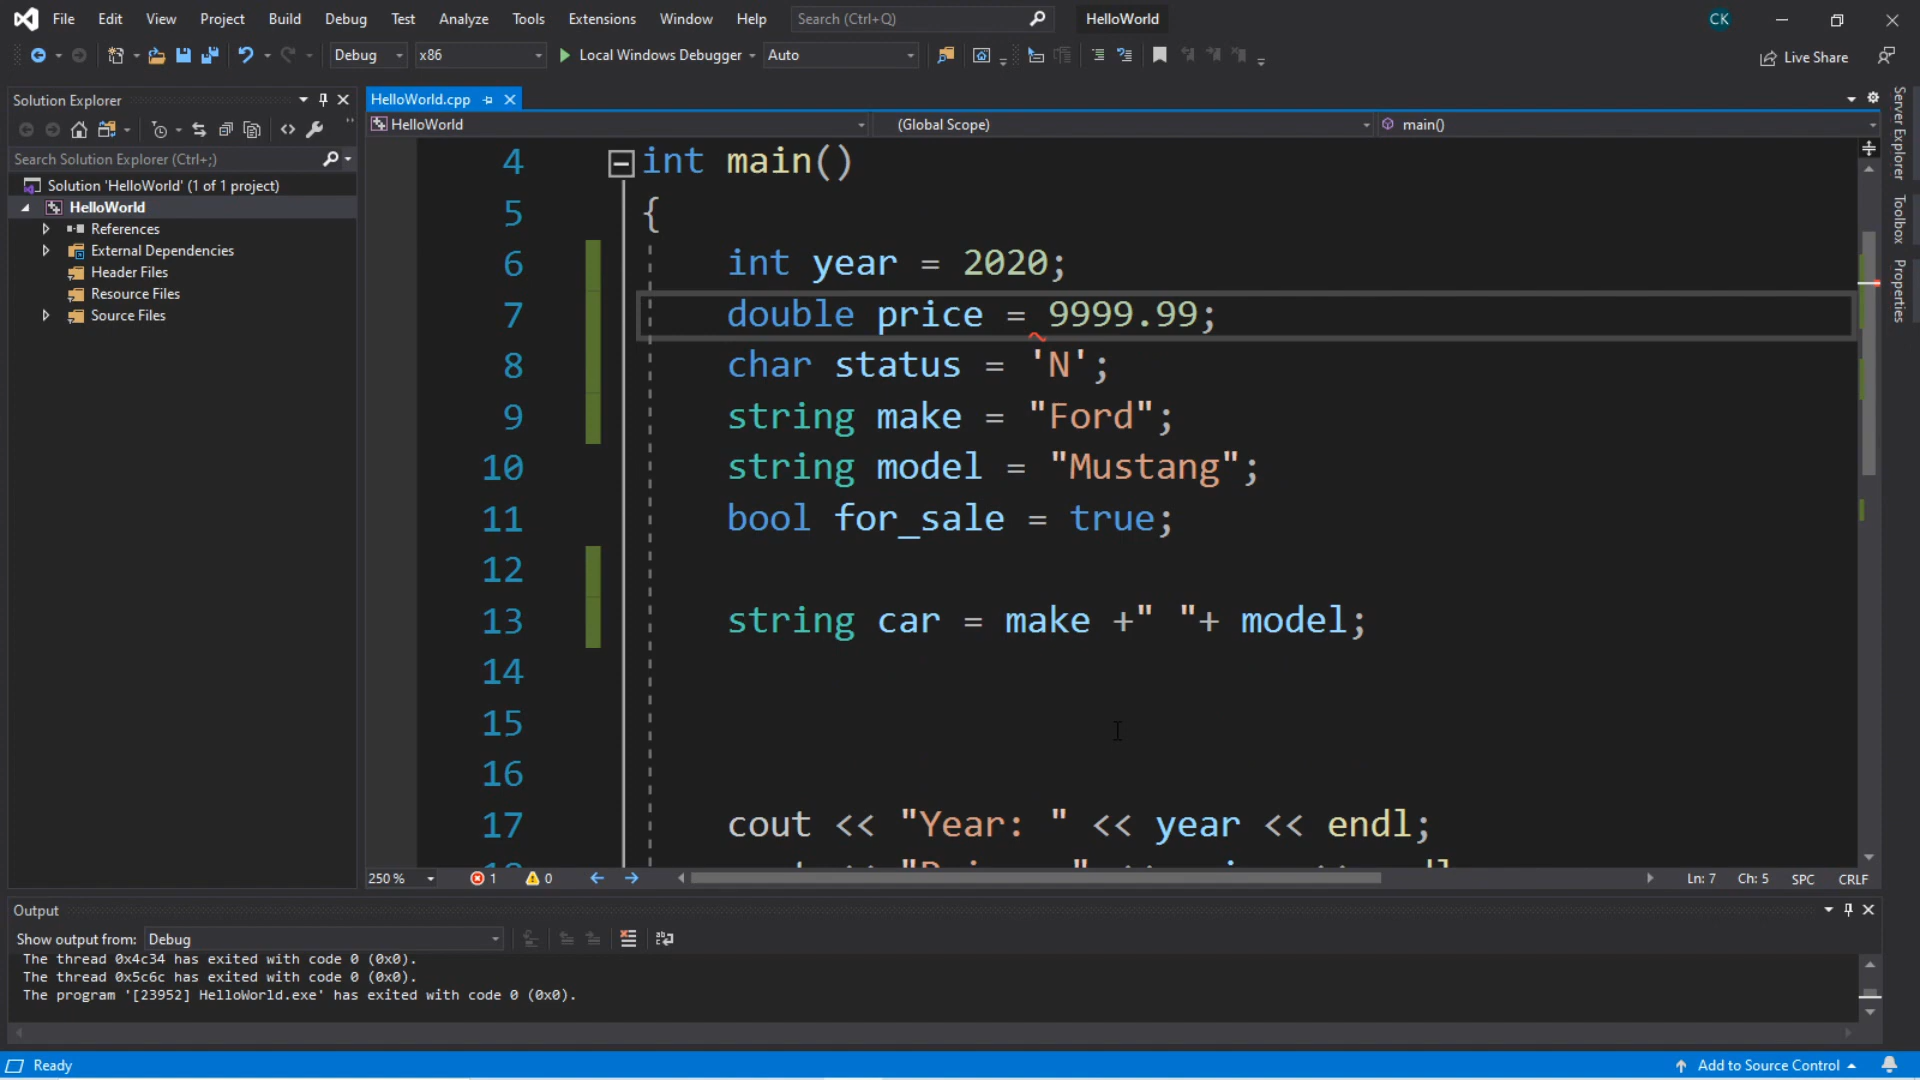 File Edit View Project Build Debug Test Analyze Tools Extensions Window Help Search (Ctrl+Q) HelloWorld CK
Debug x86 Local Windows Debugger Auto Live Share
Solution Explorer
Search Solution Explorer (Ctrl+;)
Solution 'HelloWorld' (1 of 1 project)
HelloWorld
References
External Dependencies
Header Files
Resource Files
Source Files
HelloWorld.cpp
HelloWorld (Global Scope) main()
4 int main()
5 {
6 int year = 2020;
7 double price = 9999.99;
8 char status = 'N';
9 string make = "Ford";
10 string model = "Mustang";
11 bool for_sale = true;
12
13 string car = make +" "+ model;
14
15
16
17 cout << "Year: " << year << endl;
250 % 1 0 Ln: 7 Ch: 5 SPC CRLF
Server Explorer
Toolbox
Properties
Output
Show output from: Debug
The thread 0x4c34 has exited with code 0 (0x0).
The thread 0x5c6c has exited with code 0 (0x0).
The program '[23952] HelloWorld.exe' has exited with code 0 (0x0).
Ready Add to Source Control